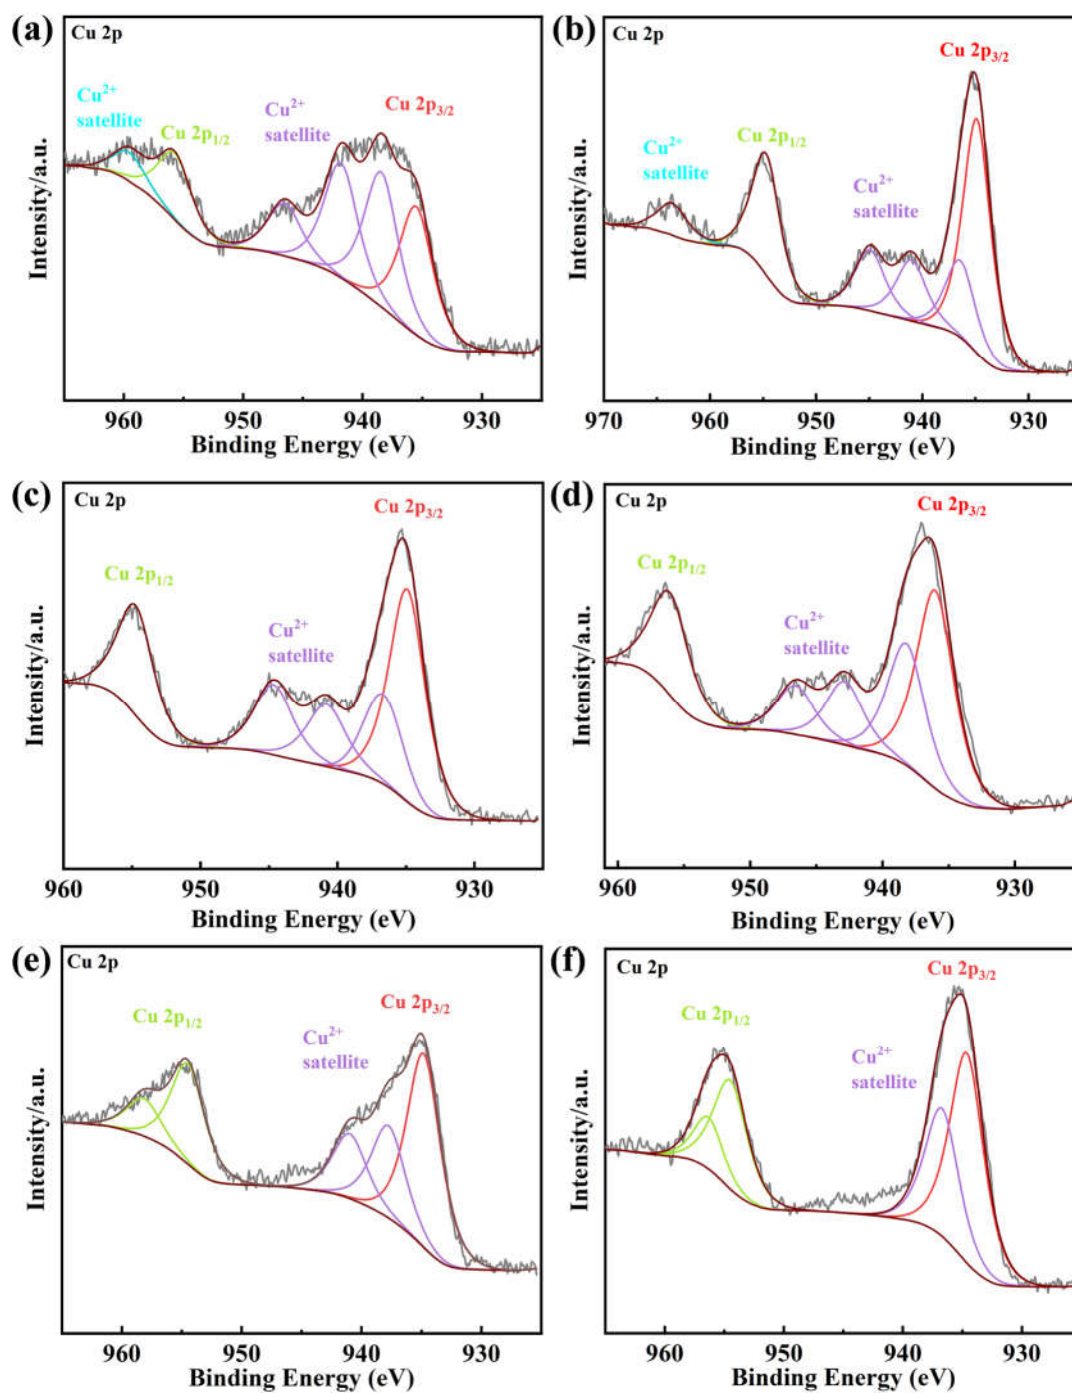 (a)
Cu 2p
Cu²⁺
satellite
Cu 2p₁/₂
Cu²⁺
satellite
Cu 2p₃/₂
Intensity/a.u.
960 950 940 930
Binding Energy (eV)
(b)
Cu 2p
Cu²⁺
satellite
Cu 2p₁/₂
Cu²⁺
satellite
Cu 2p₃/₂
Intensity/a.u.
970 960 950 940 930
Binding Energy (eV)
(c)
Cu 2p
Cu 2p₁/₂
Cu²⁺
satellite
Cu 2p₃/₂
Intensity/a.u.
960 950 940 930
Binding Energy (eV)
(d)
Cu 2p
Cu 2p₁/₂
Cu²⁺
satellite
Cu 2p₃/₂
Intensity/a.u.
960 950 940 930
Binding Energy (eV)
(e)
Cu 2p
Cu 2p₁/₂
Cu²⁺
satellite
Cu 2p₃/₂
Intensity/a.u.
960 950 940 930
Binding Energy (eV)
(f)
Cu 2p
Cu 2p₁/₂
Cu²⁺
satellite
Cu 2p₃/₂
Intensity/a.u.
960 950 940 930
Binding Energy (eV)